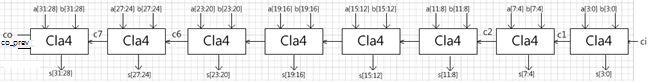 a(31:28) b(31:28) a(27:24) b(27:24) a(23:20) b(23:20) a(19:16) b(19:16) a(15:12) b(15:12) a(11:8) b(11:8) a(7:4) b(7:4) a(3:0) b(3:0)
co Cla4 c7 Cla4 c6 Cla4 Cla4 Cla4 Cla4 c2 Cla4 c1 Cla4 ci
co_prev
s[31:28] s[27:24] s[23:20] s[19:16] s[15:12] s[11:8] s[7:4] s[3:0]